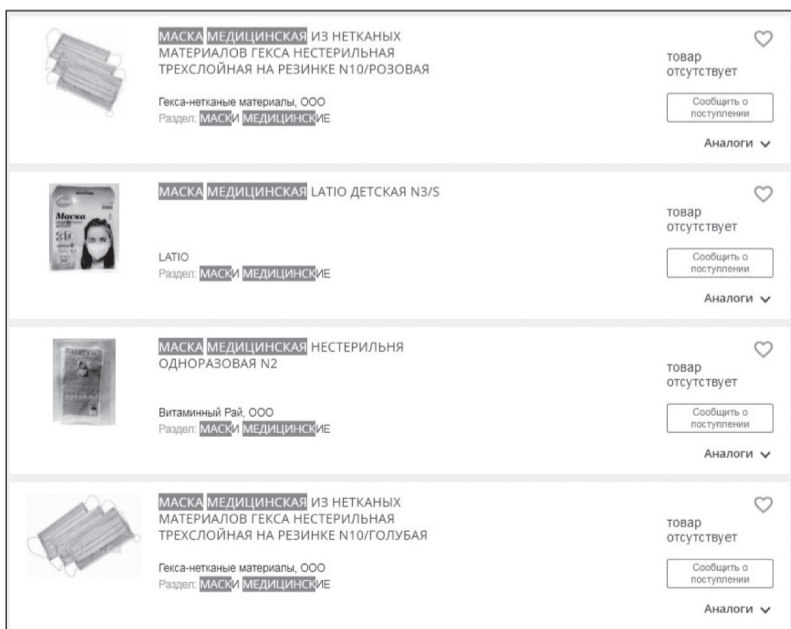 МАСКА МЕДИЦИНСКАЯ ИЗ НЕТКАНЫХ
МАТЕРИАЛОВ ГЕКСА НЕСТЕРИЛЬНАЯ
ТРЕХСЛОЙНАЯ НА РЕЗИНКЕ N10/РОЗОВАЯ
Гекса-нетканые материалы, ООО
Раздел: МАСКИ МЕДИЦИНСКИЕ
товар
отсутствует
Сообщить о
поступлении
Аналоги
Маска
МАСКА МЕДИЦИНСКАЯ LATIO ДЕТСКАЯ N3/S
LATIO
Раздел: МАСКИ МЕДИЦИНСКИЕ
товар
отсутствует
Сообщить о
поступлении
Аналоги
МАСКА МЕДИЦИНСКАЯ НЕСТЕРИЛЬНЯ
ОДНОРАЗОВАЯ N2
Витаминный Рай, ООО
Раздел: МАСКИ МЕДИЦИНСКИЕ
товар
отсутствует
Сообщить о
поступлении
Аналоги
МАСКА МЕДИЦИНСКАЯ ИЗ НЕТКАНЫХ
МАТЕРИАЛОВ ГЕКСА НЕСТЕРИЛЬНАЯ
ТРЕХСЛОЙНАЯ НА РЕЗИНКЕ N10/ГОЛУБАЯ
Гекса-нетканые материалы, ООО
Раздел: МАСКИ МЕДИЦИНСКИЕ
товар
отсутствует
Сообщить о
поступлении
Аналоги